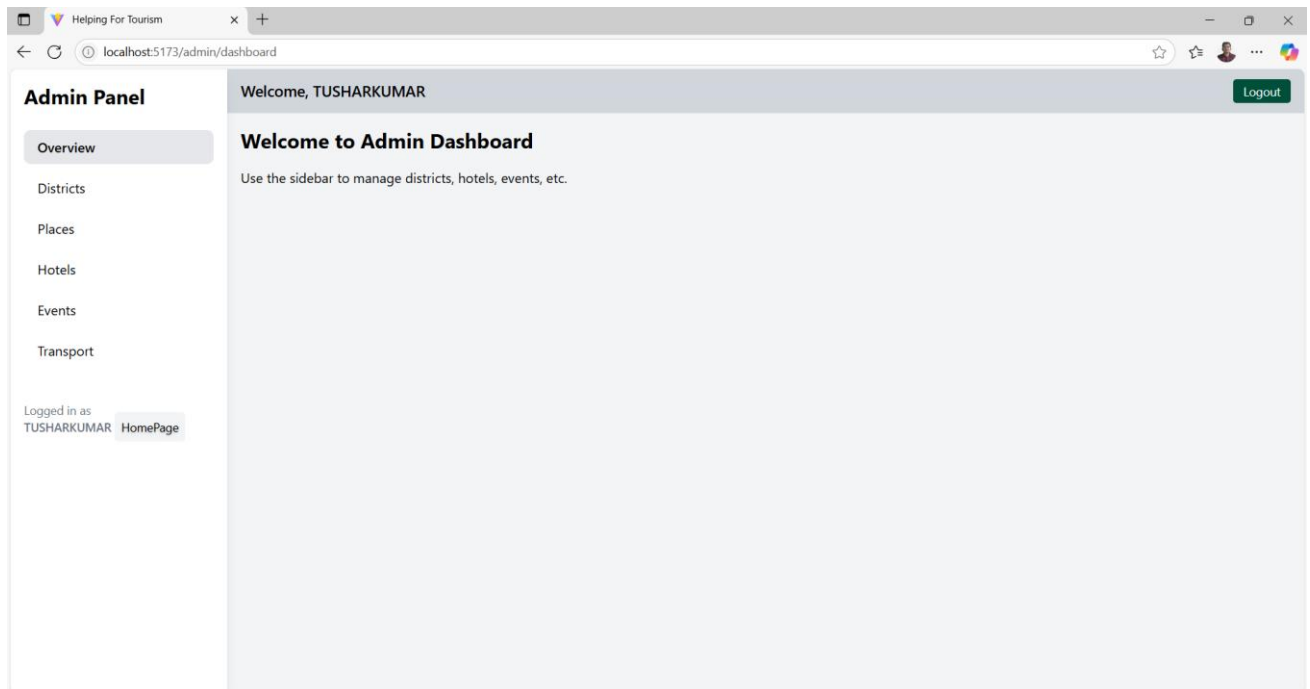 Helping For Tourism
localhost:5173/admin/dashboard
Admin Panel
Welcome, TUSHARKUMAR
Logout
Overview
Districts
Places
Hotels
Events
Transport
Logged in as
TUSHARKUMAR HomePage
Welcome to Admin Dashboard
Use the sidebar to manage districts, hotels, events, etc.